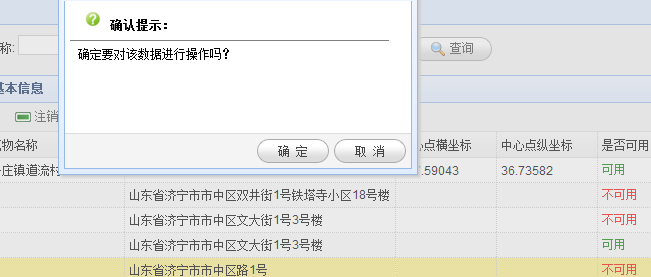 确认提示：
确定要对该数据进行操作吗？
确 定 取 消
称: 查询
基本信息
注销
物名称 点横坐标 中心点纵坐标 是否可用
庄镇道流村 .59043 36.73582 可用
山东省济宁市市中区双井街1号铁塔寺小区18号楼 不可用
山东省济宁市市中区文大街1号3号楼 不可用
山东省济宁市市中区文大街1号3号楼 可用
山东省济宁市市中区路1号 不可用